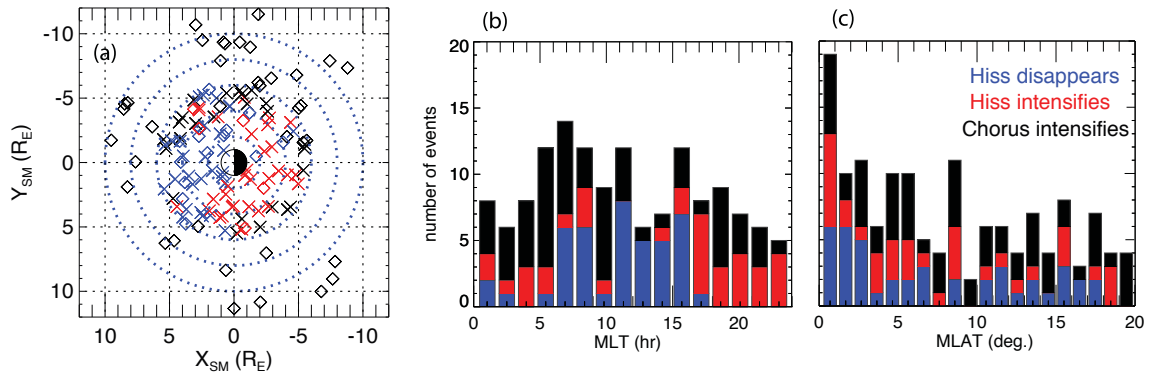 (a)
-10
-5
0
5
10
Y_SM (R_E)
10 5 0 -5 -10
X_SM (R_E)
(b)
20
15
10
5
0
number of events
0 5 10 15 20
MLT (hr)
(c)
Hiss disappears
Hiss intensifies
Chorus intensifies
0 5 10 15 20
MLAT (deg.)